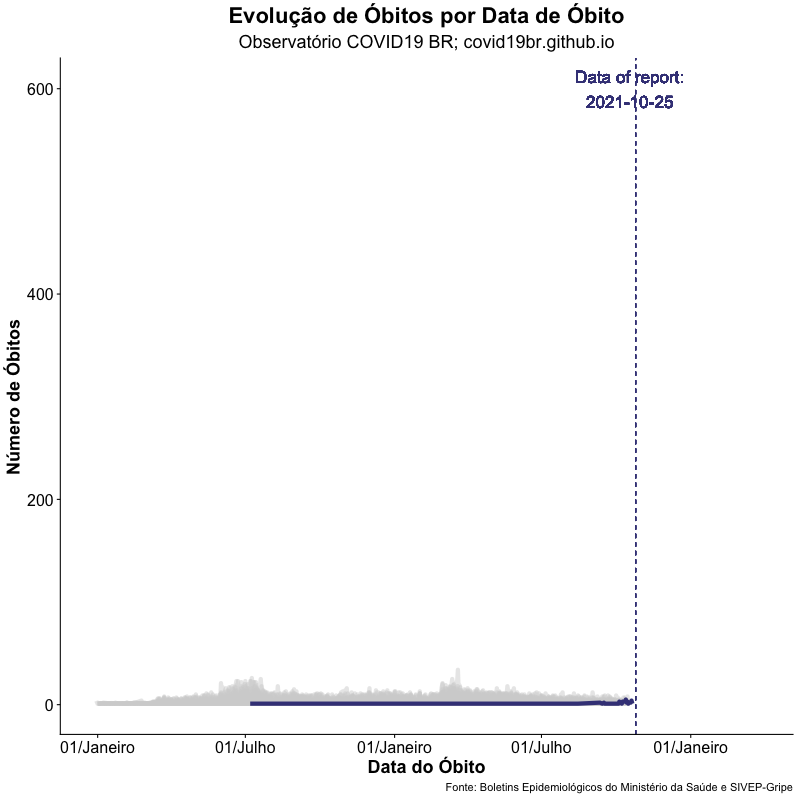 Evolução de Óbitos por Data de Óbito
Observatório COVID19 BR; covid19br.github.io
Data of report:
2021-10-25
600
400
200
0
Número de Óbitos
01/Janeiro
01/Julho
01/Janeiro
01/Julho
01/Janeiro
Data do Óbito
Fonte: Boletins Epidemiológicos do Ministério da Saúde e SIVEP-Gripe